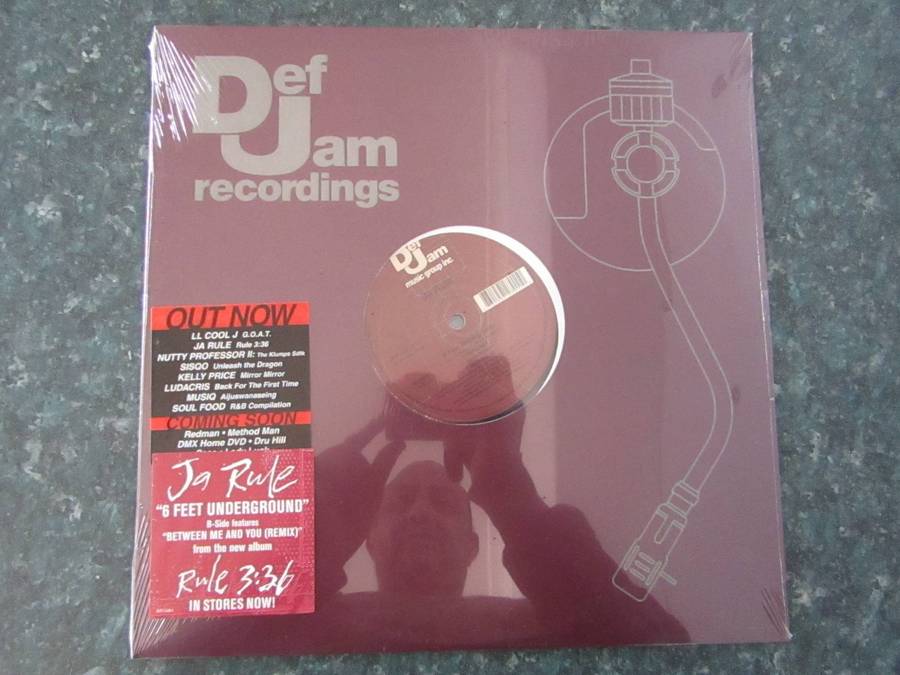 Def
Jam
recordings
Def
Jam
music group inc.
OUT NOW
LL COOL J G.O.A.T.
JA RULE Rule 3:36
NUTTY PROFESSOR II: The Klumps Sdtk
SISQO Unleash the Dragon
KELLY PRICE Mirror Mirror
LUDACRIS Back For The First Time
MUSIQ Aijuswanaseing
SOUL FOOD R&B Compilation
COMING SOON
Redman • Method Man
DMX Home DVD • Dru Hill
Ja Rule
"6 FEET UNDERGROUND"
B-Side features
"BETWEEN ME AND YOU (REMIX)"
from the new album
Rule 3:36
IN STORES NOW!